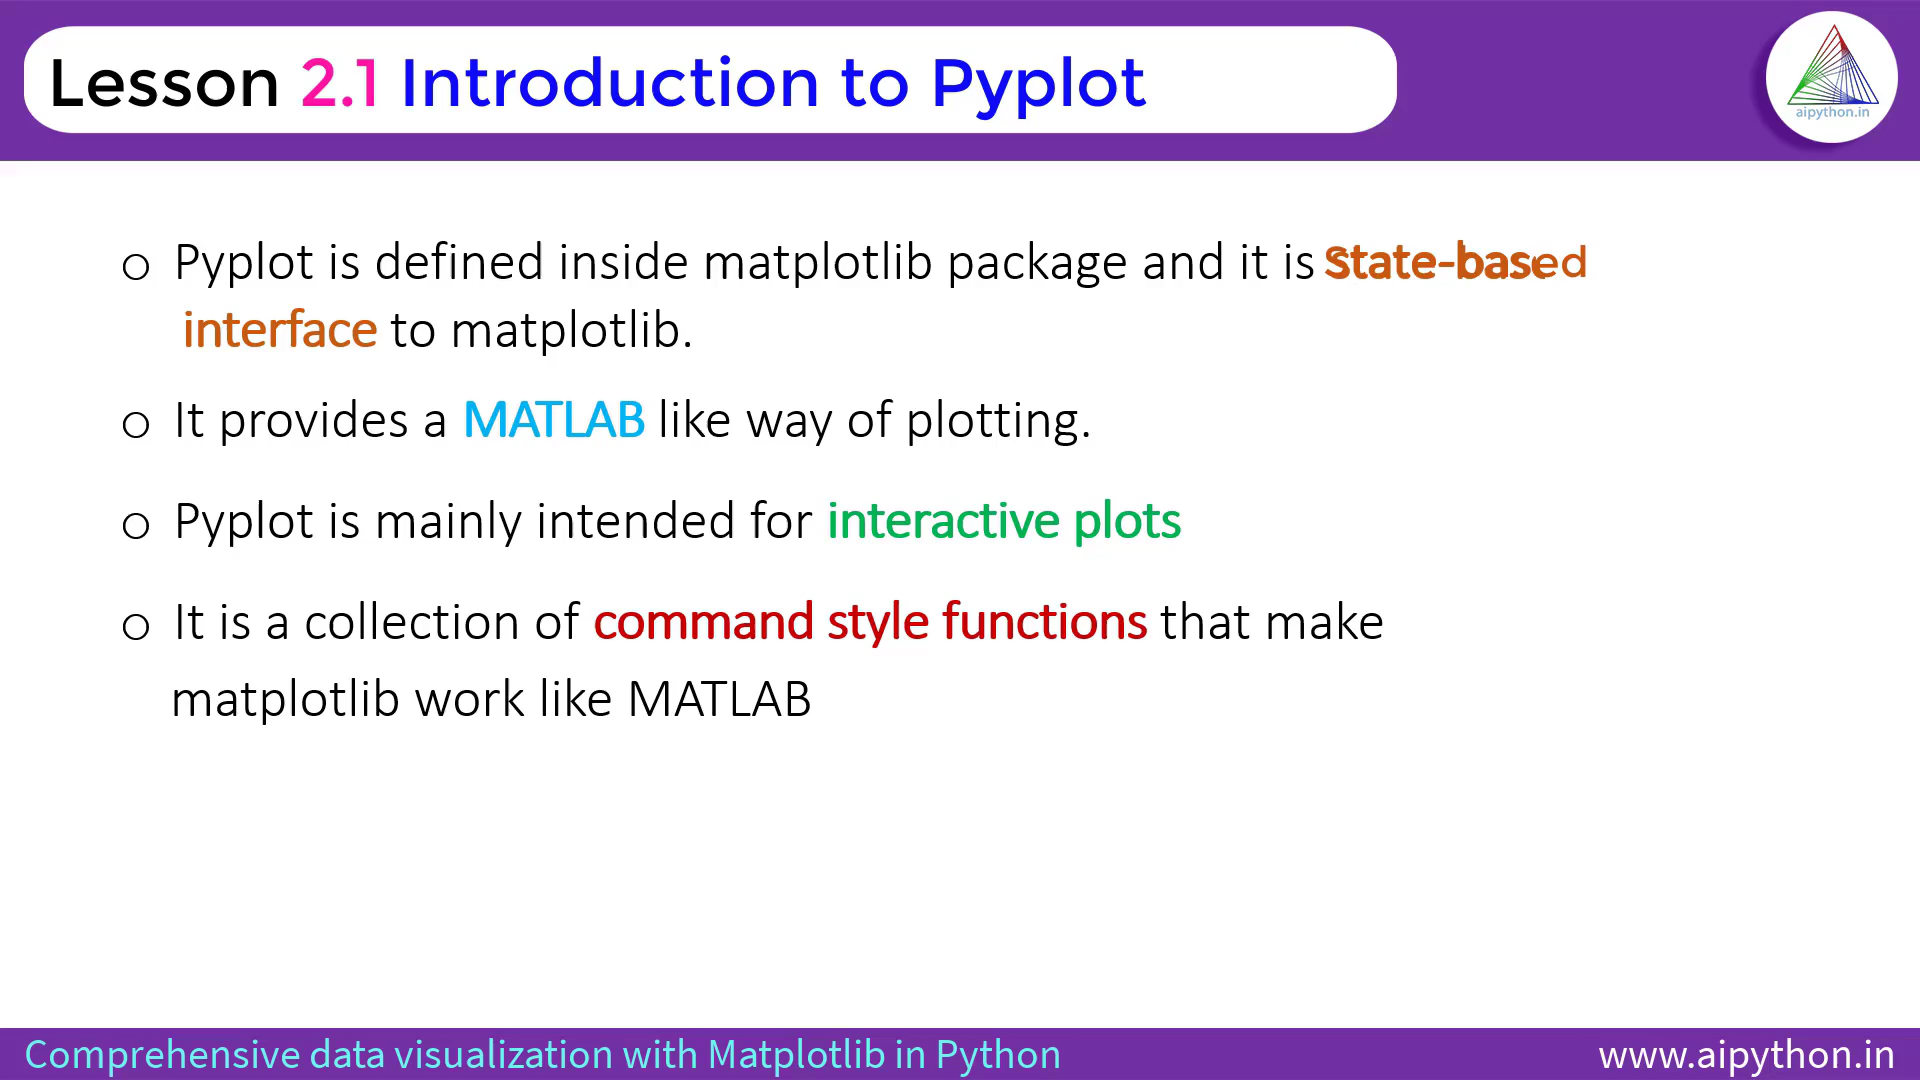 Lesson 2.1 Introduction to Pyplot
aipython.in
o Pyplot is defined inside matplotlib package and it is State-based
interface to matplotlib.
o It provides a MATLAB like way of plotting.
o Pyplot is mainly intended for interactive plots
o It is a collection of command style functions that make
matplotlib work like MATLAB
Comprehensive data visualization with Matplotlib in Python
www.aipython.in